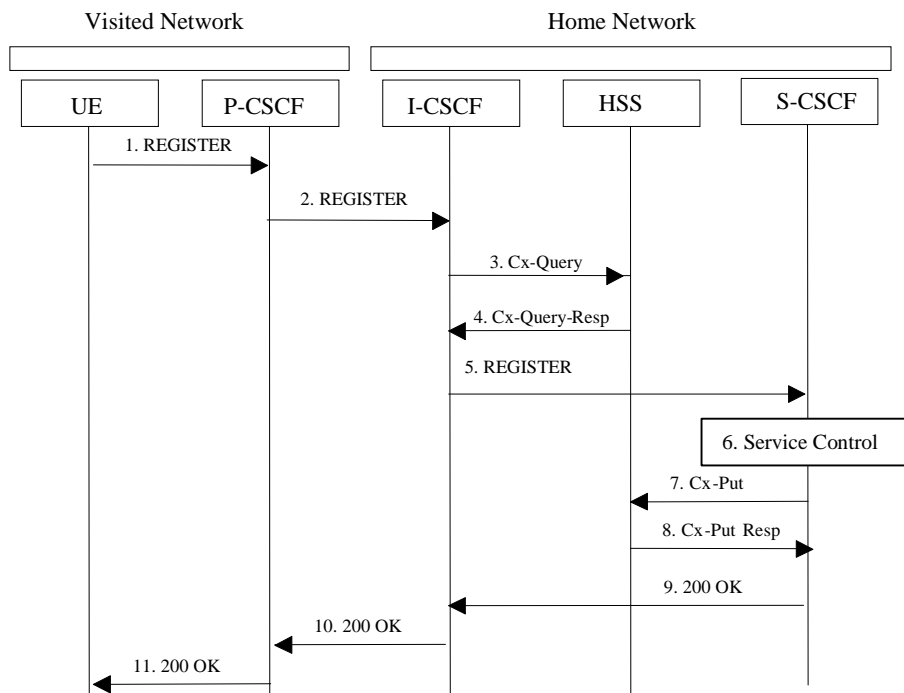 Visited Network
Home Network
UE
P-CSCF
I-CSCF
HSS
S-CSCF
1. REGISTER
2. REGISTER
3. Cx-Query
4. Cx-Query-Resp
5. REGISTER
6. Service Control
7. Cx-Put
8. Cx-Put Resp
9. 200 OK
10. 200 OK
11. 200 OK